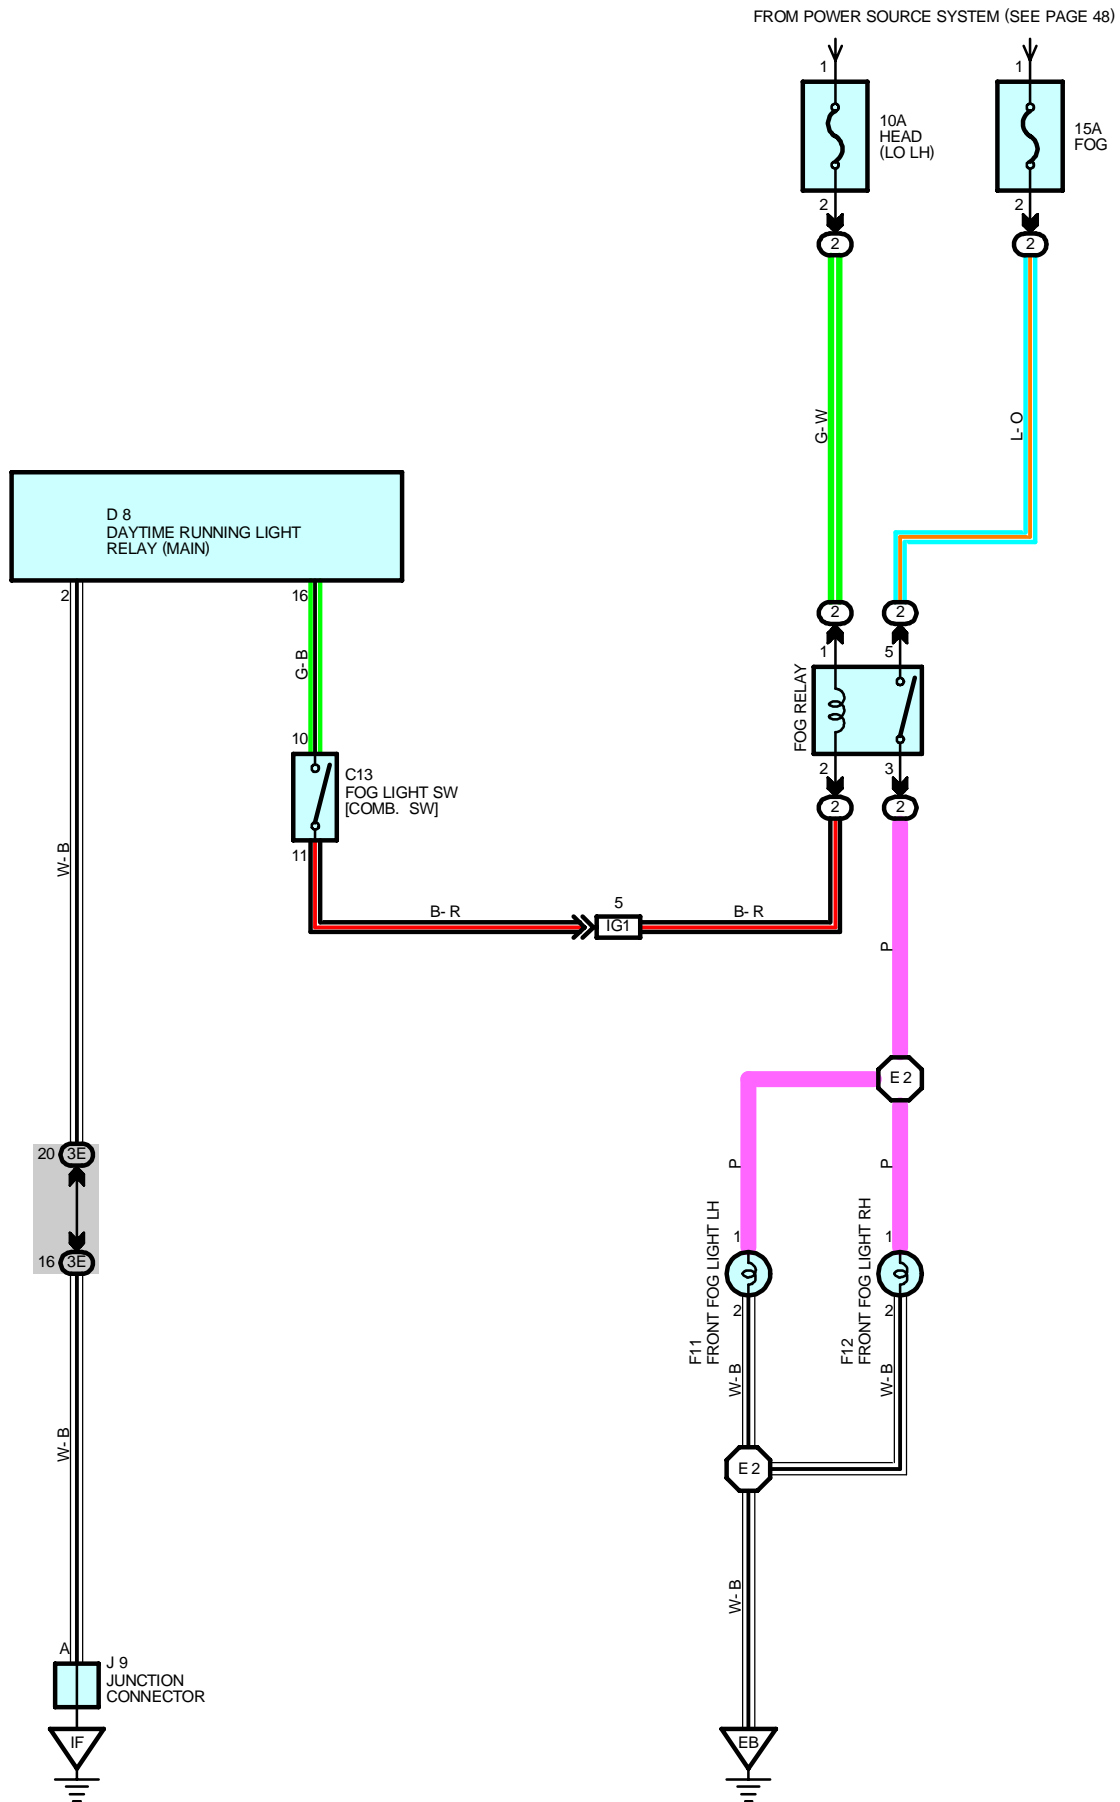 FROM POWER SOURCE SYSTEM (SEE PAGE 48)
1
1
10A
HEAD
(LO LH)
15A
FOG
2
2
2
2
G-W
L-O
D 8
DAYTIME RUNNING LIGHT
RELAY (MAIN)
2
16
2
2
G-B
1
5
FOG RELAY
10
C13
FOG LIGHT SW
[COMB. SW]
2
3
2
2
11
W-B
B-R
5
IG1
B-R
P
E 2
20
3E
P
P
16
3E
1
1
F11
FRONT FOG LIGHT LH
F12
FRONT FOG LIGHT RH
2
2
W-B
W-B
W-B
E 2
W-B
A
J 9
JUNCTION
CONNECTOR
IF
EB